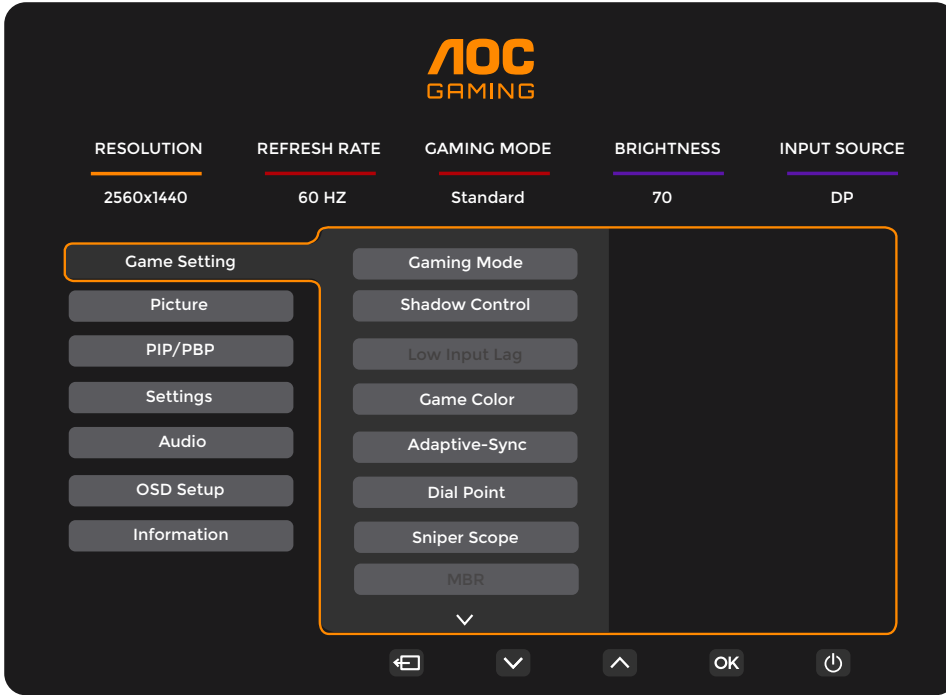 AOC
GAMING
RESOLUTION REFRESH RATE GAMING MODE BRIGHTNESS INPUT SOURCE
2560x1440 60 HZ Standard 70 DP
Game Setting
Picture
PIP/PBP
Settings
Audio
OSD Setup
Information
Gaming Mode
Shadow Control
Low Input Lag
Game Color
Adaptive-Sync
Dial Point
Sniper Scope
MBR
OK